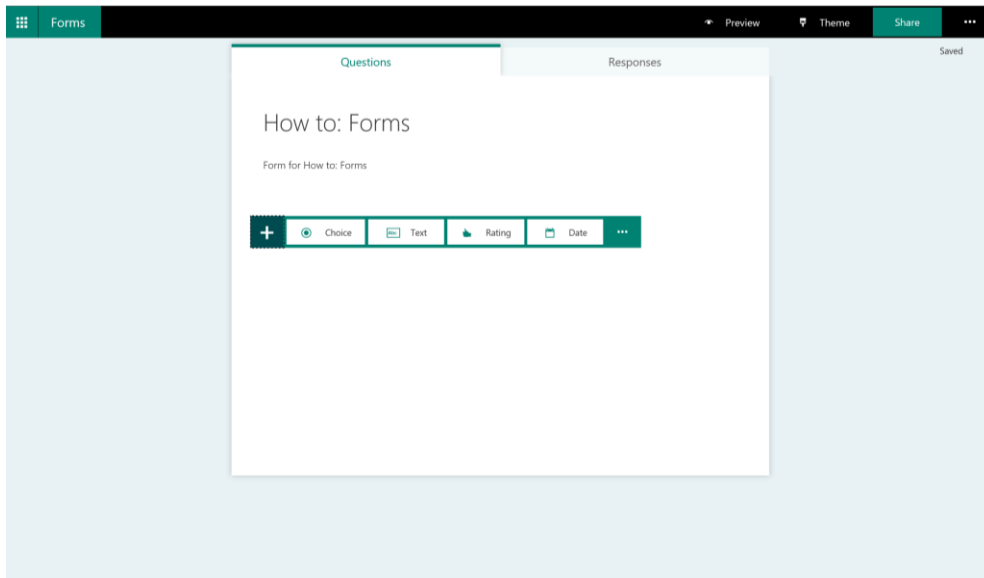 Forms Preview Theme Share ...
Saved
Questions Responses
How to: Forms
Form for How to: Forms
+ Choice Text Rating Date ...